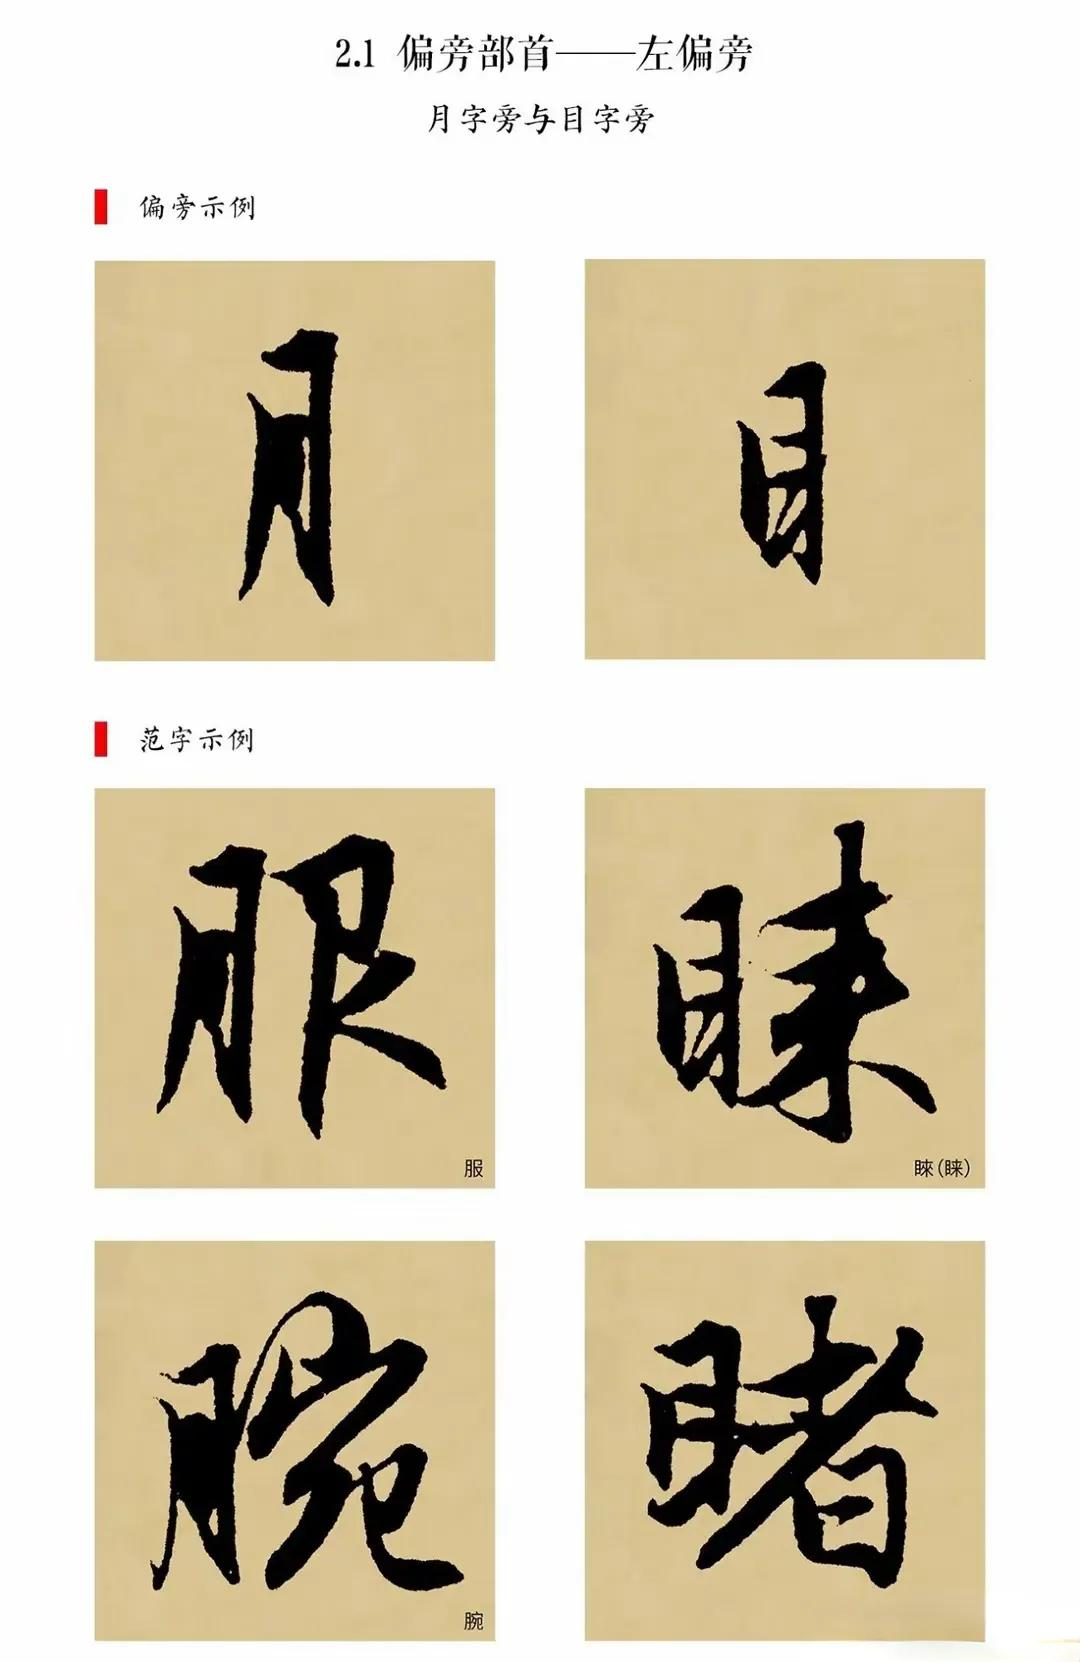 2.1 偏旁部首——左偏旁
月字旁与目字旁
偏旁示例
月 目
范字示例
服 睞
服 睞(睐)
腕 睹
腕